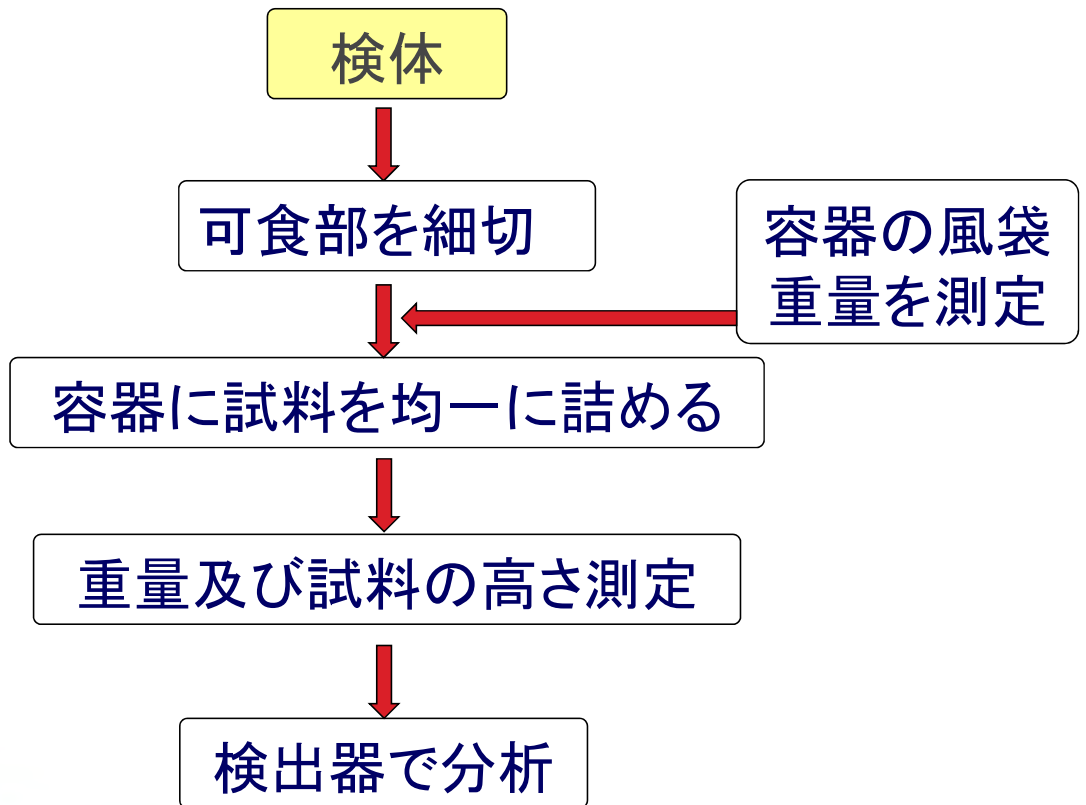 検体
可食部を細切
容器の風袋
重量を測定
容器に試料を均一に詰める
重量及び試料の高さ測定
検出器で分析